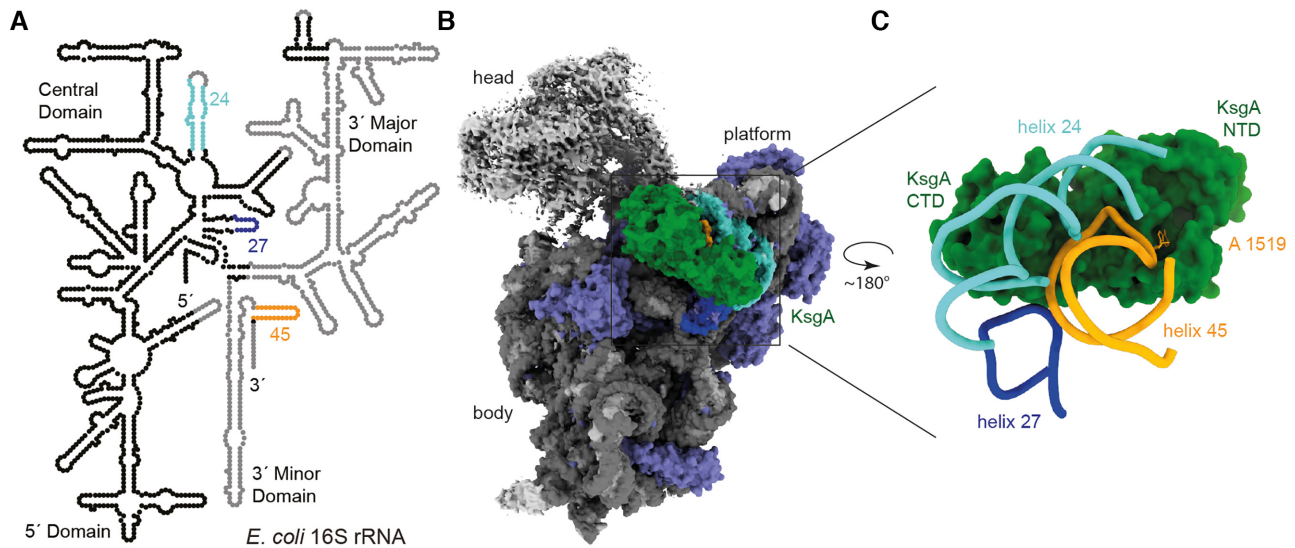 A
Central
Domain
24
3´ Major
Domain
27
5´
45
3´
3´ Minor
Domain
5´ Domain
E. coli 16S rRNA
B
head
platform
KsgA
body
~180°
C
helix 24
KsgA
NTD
KsgA
CTD
A 1519
helix 45
helix 27